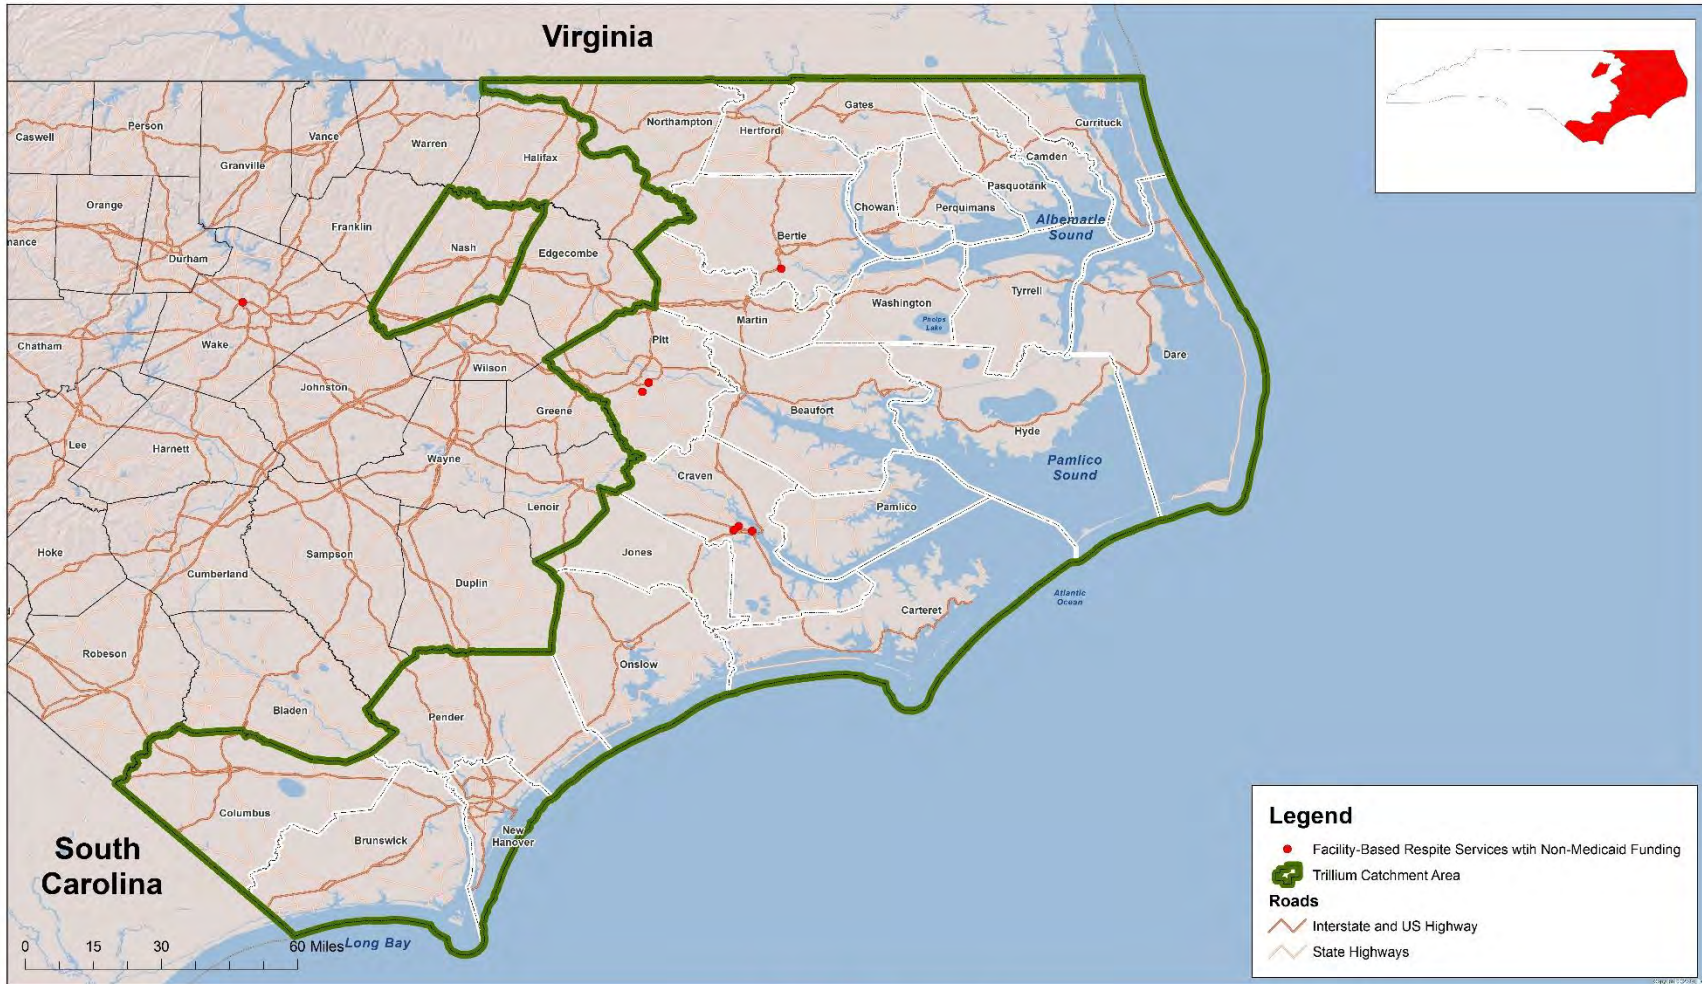 Virginia
Gates
Northampton
Hertford
Currituck
Person
Caswell
Vance
Warren
Halifax
Granville
Camden
Pasquotank
Orange
Chowan
Perquimans
Albemarle
Sound
Franklin
Bertie
nance
Nash
Edgecombe
Durham
Tyrrell
Washington
Martin
Phelps
Lake
Chatham
Wake
Pitt
Dare
Wilson
Johnston
Greene
Beaufort
Hyde
Lee
Harnett
Wayne
Pamlico
Sound
Craven
Lenoir
Pamlico
Hoke
Sampson
Jones
Cumberland
Duplin
Atlantic
Ocean
Carteret
Robeson
Onslow
Bladen
Pender
Columbus
New
Hanover
Brunswick
South
Carolina
0 15 30 60 Miles
Long Bay
Legend
Facility-Based Respite Services wtih Non-Medicaid Funding
Trillium Catchment Area
Roads
Interstate and US Highway
State Highways